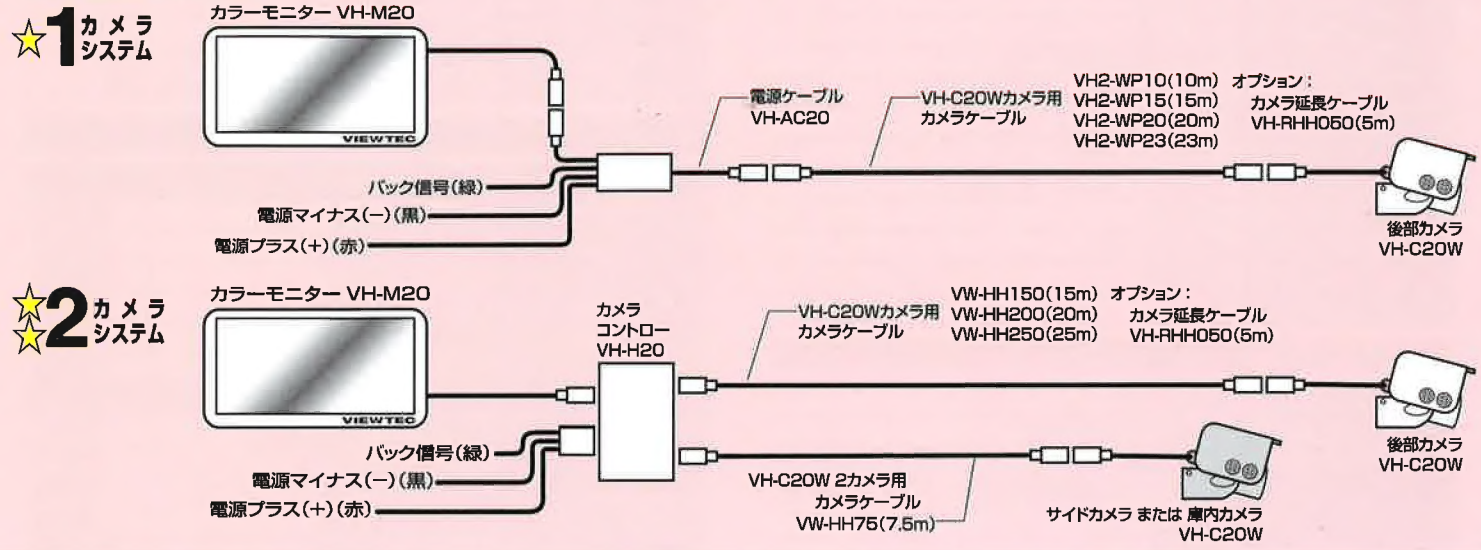 1 カメラ
システム
カラーモニター VH-M20
VIEWTEC
バック信号(緑)
電源マイナス(−)(黒)
電源プラス(+)(赤)
電源ケーブル
VH-AC20
VH-C20Wカメラ用
カメラケーブル
VH2-WP10(10m)
VH2-WP15(15m)
VH2-WP20(20m)
VH2-WP23(23m)
オプション：
カメラ延長ケーブル
VH-RHH050(5m)
後部カメラ
VH-C20W
2 カメラ
システム
カラーモニター VH-M20
VIEWTEC
バック信号(緑)
電源マイナス(−)(黒)
電源プラス(+)(赤)
カメラ
コントロー
VH-H20
VH-C20Wカメラ用
カメラケーブル
VW-HH150(15m)
VW-HH200(20m)
VW-HH250(25m)
オプション：
カメラ延長ケーブル
VH-RHH050(5m)
後部カメラ
VH-C20W
VH-C20W 2カメラ用
カメラケーブル
VW-HH75(7.5m)
サイドカメラ または 庫内カメラ
VH-C20W